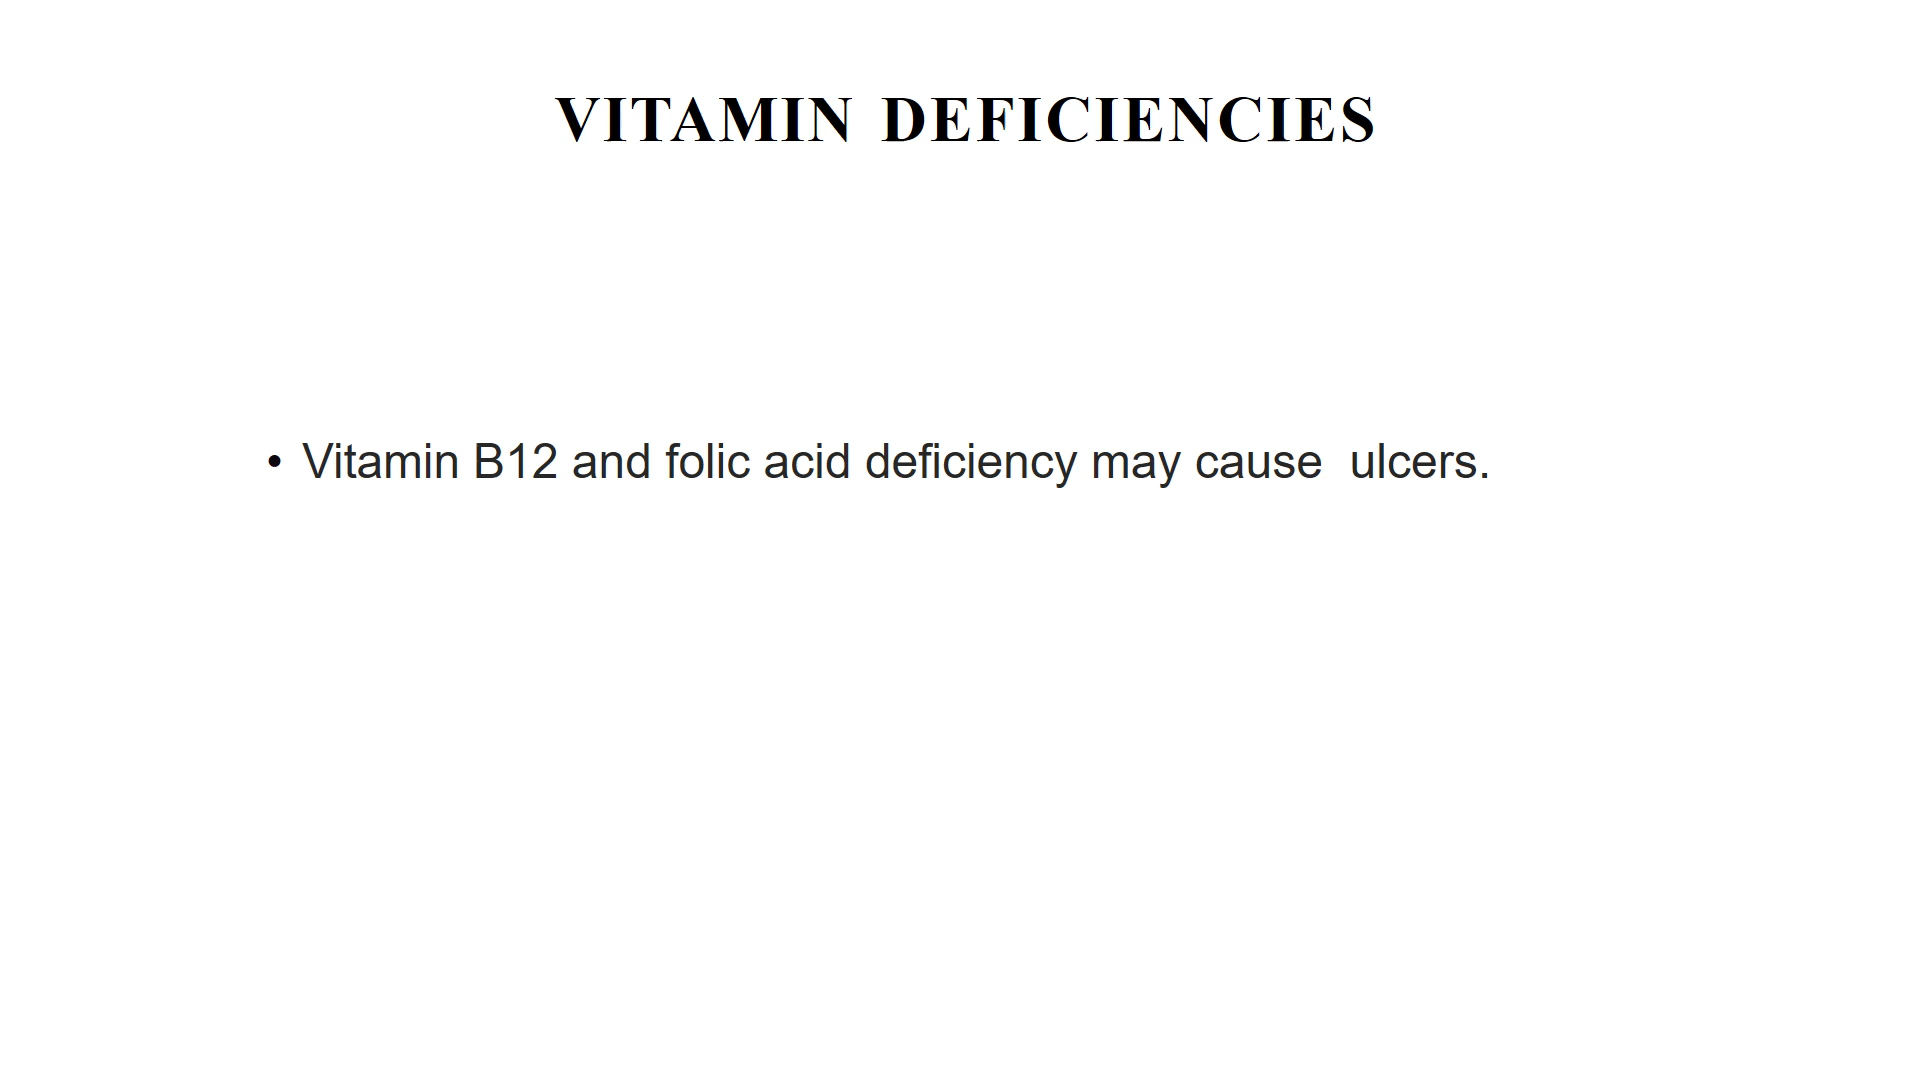 VITAMIN DEFICIENCIES
• Vitamin B12 and folic acid deficiency may cause  ulcers.